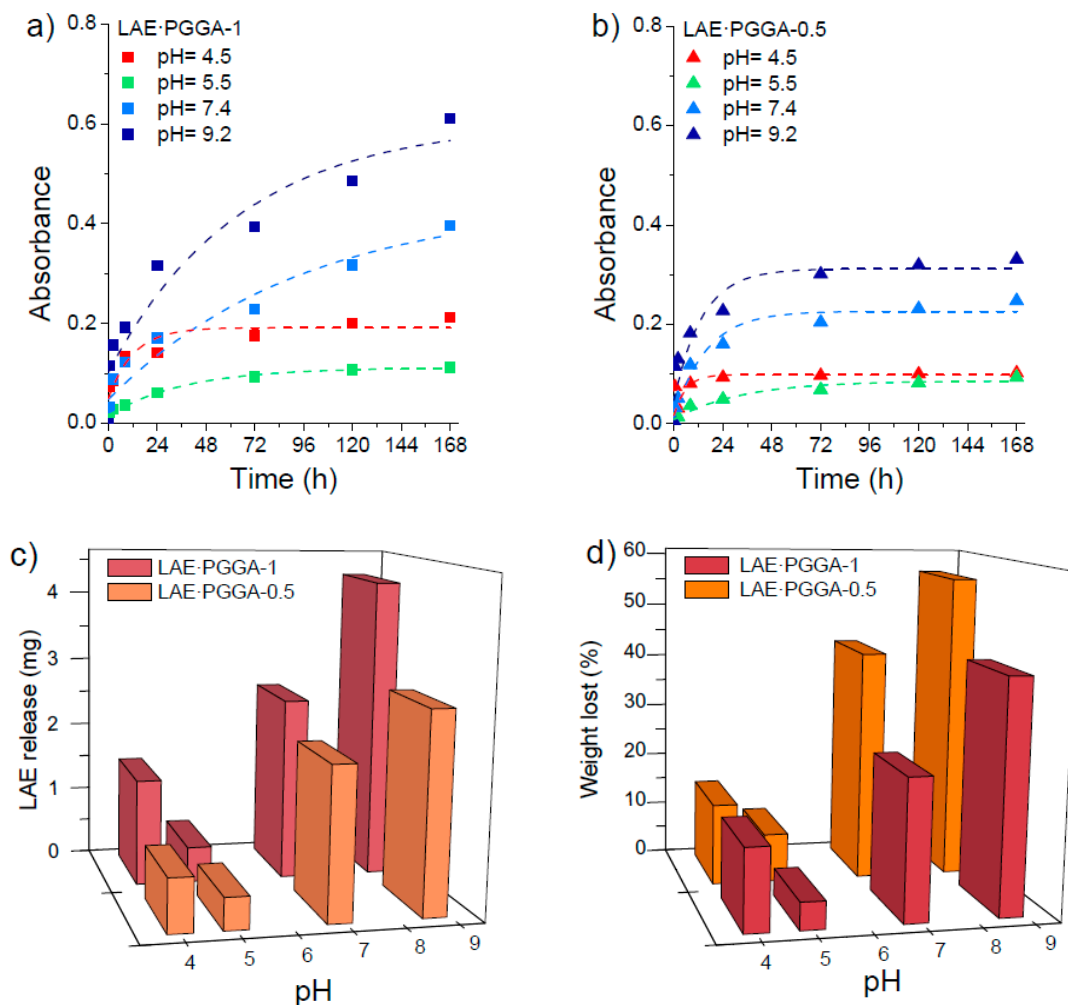 a)
LAE·PGGA-1
pH= 4.5
pH= 5.5
pH= 7.4
pH= 9.2
0.8
0.6
0.4
0.2
0.0
Absorbance
0 24 48 72 96 120 144 168
Time (h)
b)
LAE·PGGA-0.5
pH= 4.5
pH= 5.5
pH= 7.4
pH= 9.2
0.8
0.6
0.4
0.2
0.0
Absorbance
0 24 48 72 96 120 144 168
Time (h)
c)
LAE·PGGA-1
LAE·PGGA-0.5
4
3
2
1
0
LAE release (mg)
4 5 6 7 8 9
pH
d)
LAE·PGGA-1
LAE·PGGA-0.5
60
50
40
30
20
10
0
Weight lost (%)
4 5 6 7 8 9
pH